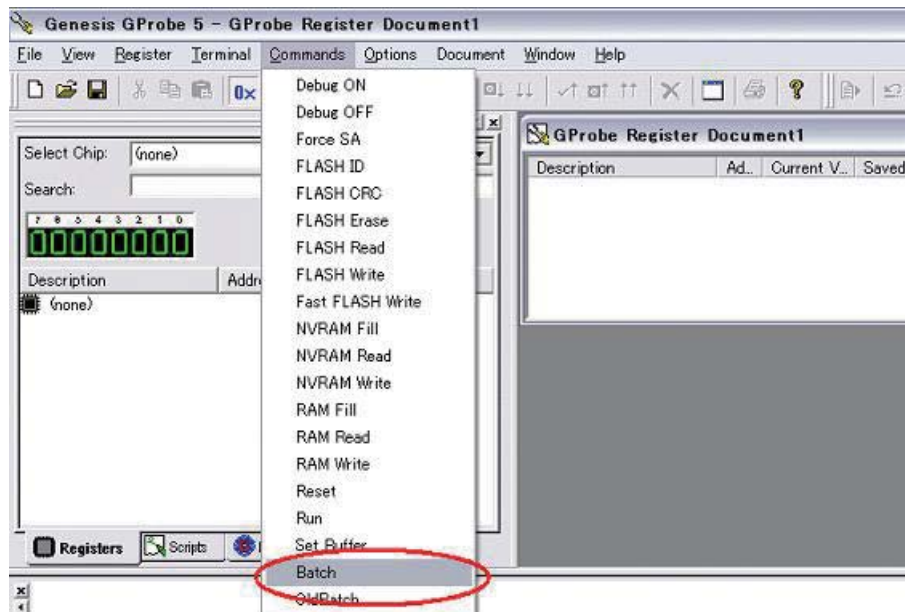 Genesis GProbe 5 - GProbe Register Document1
File View Register Terminal Commands Options Document Window Help
0x
Select Chip: (none)
Search:
7 6 5 4 3 2 1 0
00000000
Description Addre
(none)
Registers Scripts
Debug ON
Debug OFF
Force SA
FLASH ID
FLASH CRC
FLASH Erase
FLASH Read
FLASH Write
Fast FLASH Write
NVRAM Fill
NVRAM Read
NVRAM Write
RAM Fill
RAM Read
RAM Write
Reset
Run
Set Buffer
Batch
OldBatch
GProbe Register Document1
Description Ad... Current V... Saved